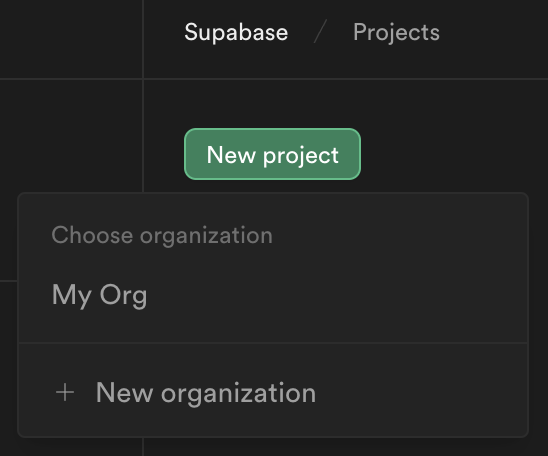 Supabase / Projects
New project
Choose organization
My Org
+ New organization